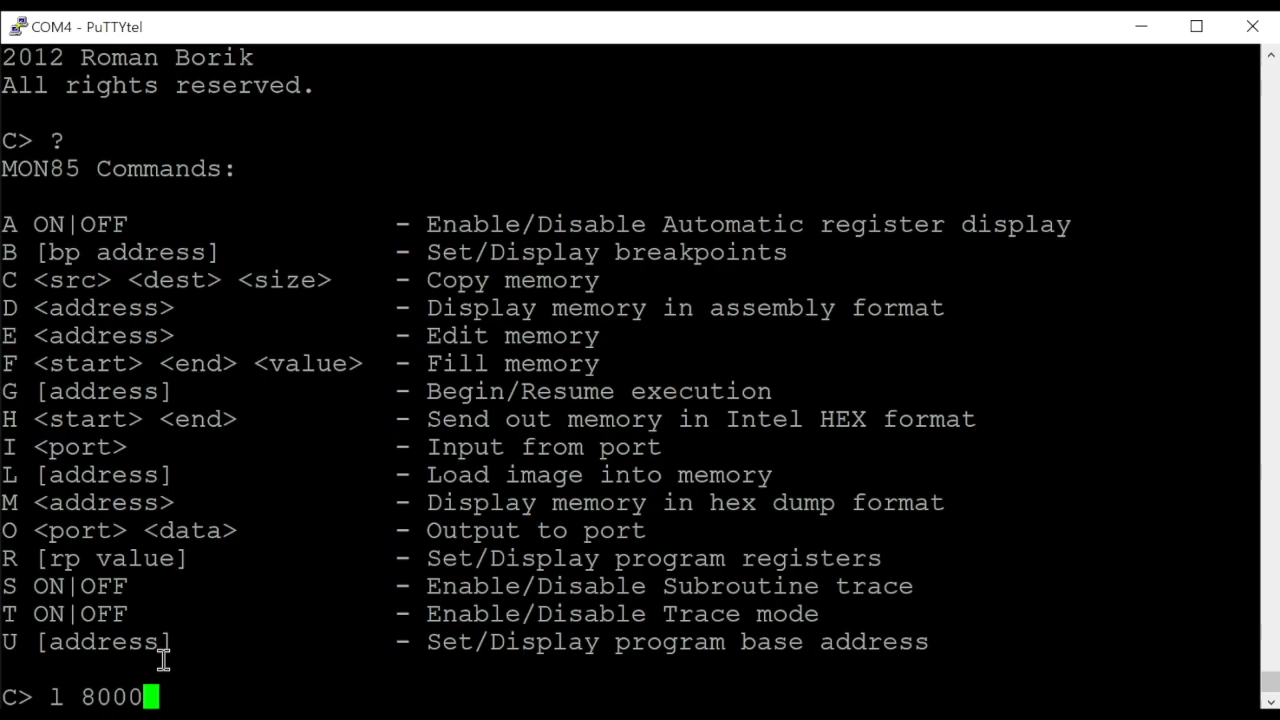 COM4 - PuTTYtel
2012 Roman Borik
All rights reserved.
C> ?
MON85 Commands:
A ON|OFF - Enable/Disable Automatic register display
B [bp address] - Set/Display breakpoints
C <src> <dest> <size> - Copy memory
D <address> - Display memory in assembly format
E <address> - Edit memory
F <start> <end> <value> - Fill memory
G [address] - Begin/Resume execution
H <start> <end> - Send out memory in Intel HEX format
I <port> - Input from port
L [address] - Load image into memory
M <address> - Display memory in hex dump format
O <port> <data> - Output to port
R [rp value] - Set/Display program registers
S ON|OFF - Enable/Disable Subroutine trace
T ON|OFF - Enable/Disable Trace mode
U [address] - Set/Display program base address
C> l 8000